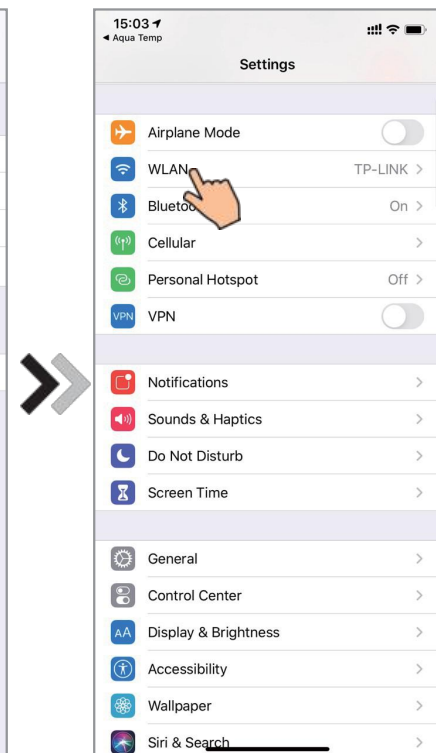 15:03
◀ Aqua Temp
Settings
Airplane Mode
WLAN TP-LINK >
On >
Cellular >
Personal Hotspot Off >
VPN VPN
Notifications >
Sounds & Haptics >
Do Not Disturb >
Screen Time >
General >
Control Center >
AA Display & Brightness >
Accessibility >
Wallpaper >
Siri & Search >